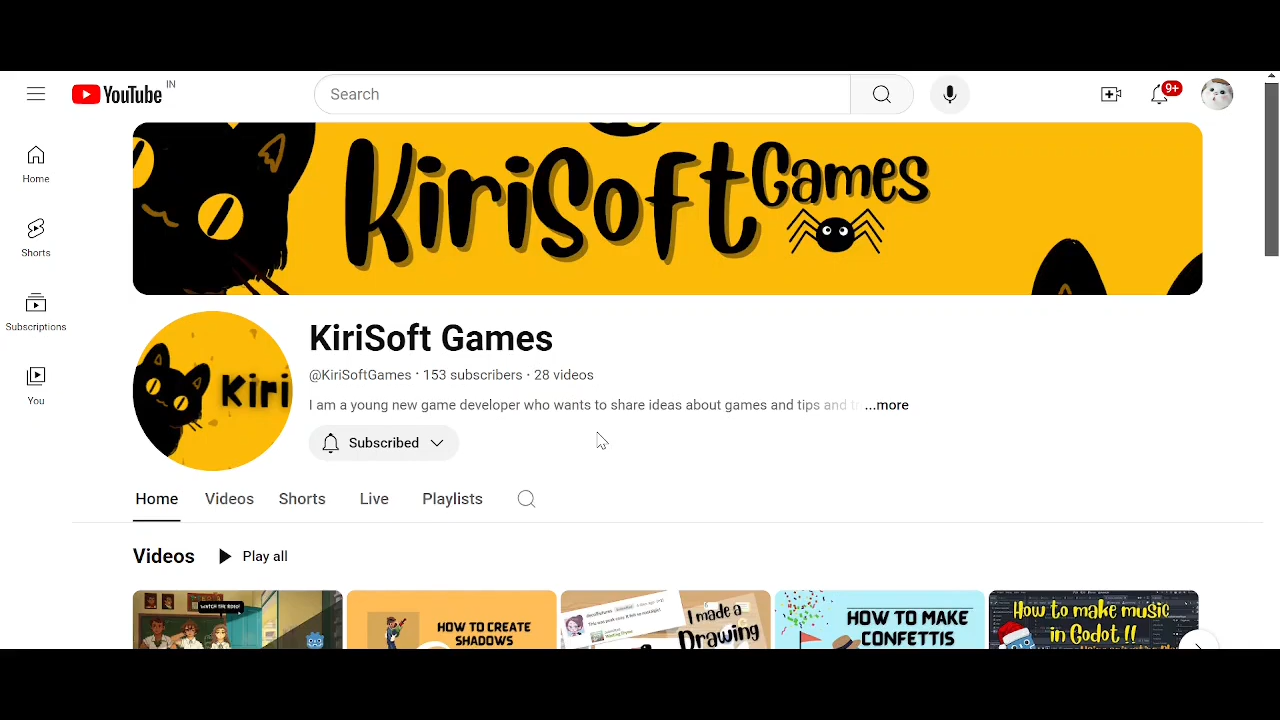 YouTube IN
Search
9+
Home
Shorts
Subscriptions
You
KiriSoft Games
KiriSoft Games
@KiriSoftGames · 153 subscribers · 28 videos
I am a young new game developer who wants to share ideas about games and tips and ...more
Subscribed
Home Videos Shorts Live Playlists
Videos Play all
WATCH THE VIDEO!
HOW TO CREATE
SHADOWS
I made a
Drawing
HOW TO MAKE
CONFETTIS
How to make music
in Godot !!
Kiri